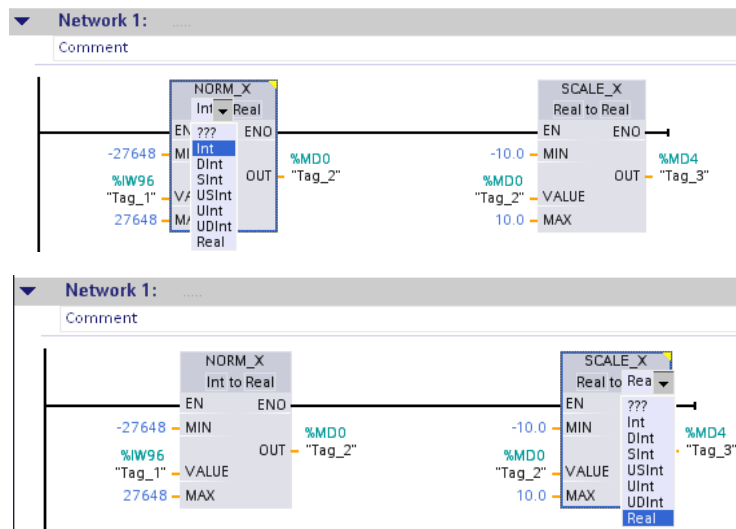 Network 1: .....
Comment
NORM_X
Int Real
EN ENO
???
Int
DInt
SInt
USInt
UInt
UDInt
Real
-27648 MI
%IW96
"Tag_1" VA
27648 MA
OUT
%MD0
"Tag_2"
SCALE_X
Real to Real
EN ENO
-10.0 MIN
%MD0
"Tag_2" VALUE
10.0 MAX
OUT
%MD4
"Tag_3"
Network 1: .....
Comment
NORM_X
Int to Real
EN ENO
-27648 MIN
%IW96
"Tag_1" VALUE
27648 MAX
OUT
%MD0
"Tag_2"
SCALE_X
Real to Rea
EN
???
Int
DInt
SInt
USInt
UInt
UDInt
Real
-10.0 MIN
%MD0
"Tag_2" VALUE
10.0 MAX
%MD4
"Tag_3"